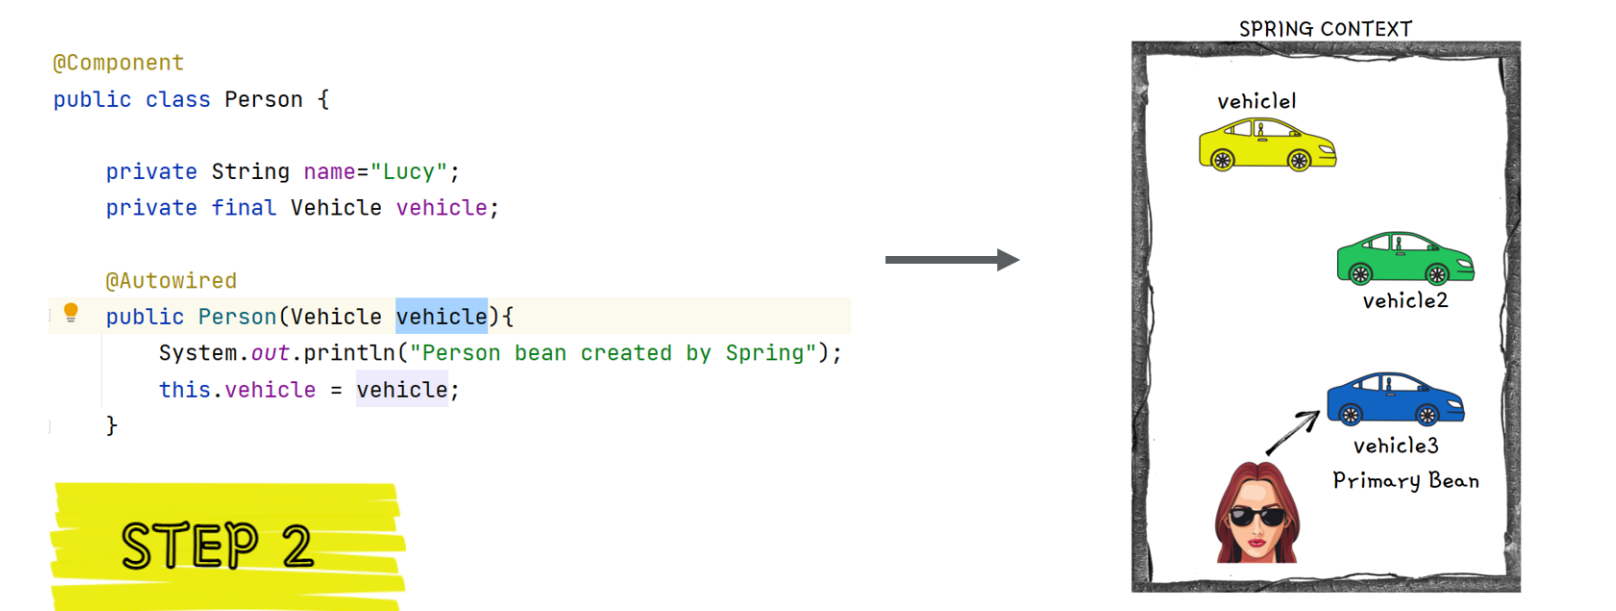 @Component
public class Person {
private String name="Lucy";
private final Vehicle vehicle;
@Autowired
public Person(Vehicle vehicle){
System.out.println("Person bean created by Spring");
this.vehicle = vehicle;
}
STEP 2
SPRING CONTEXT
vehicle1
vehicle2
vehicle3
Primary Bean